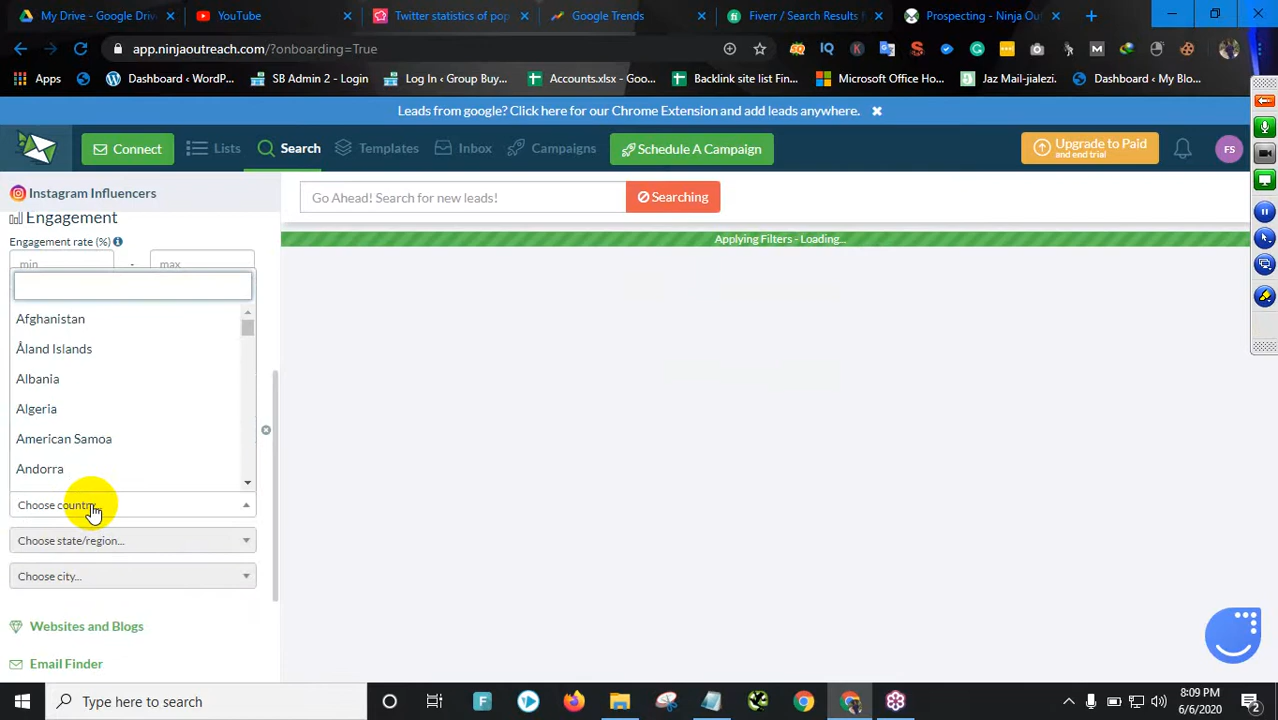 My Drive - Google Driv
YouTube
Twitter statistics of pop
Google Trends
Fiverr / Search Results f
Prospecting - Ninja Out
app.ninjaoutreach.com/?onboarding=True
Apps
Dashboard ‹ WordP...
SB Admin 2 - Login
Log In ‹ Group Buy...
Accounts.xlsx - Goo...
Backlink site list Fin...
Microsoft Office Ho...
Jaz Mail-jialezi.
Dashboard ‹ My Blo...
Leads from google? Click here for our Chrome Extension and add leads anywhere.
Connect
Lists
Search
Templates
Inbox
Campaigns
Schedule A Campaign
Upgrade to Paid
and end trial
FS
Instagram Influencers
Go Ahead! Search for new leads!
Searching
Engagement
Applying Filters - Loading...
Engagement rate (%)
min - max
Afghanistan
Åland Islands
Albania
Algeria
American Samoa
Andorra
Choose country...
Choose state/region...
Choose city...
Websites and Blogs
Email Finder
Type here to search
8:09 PM
6/6/2020
2